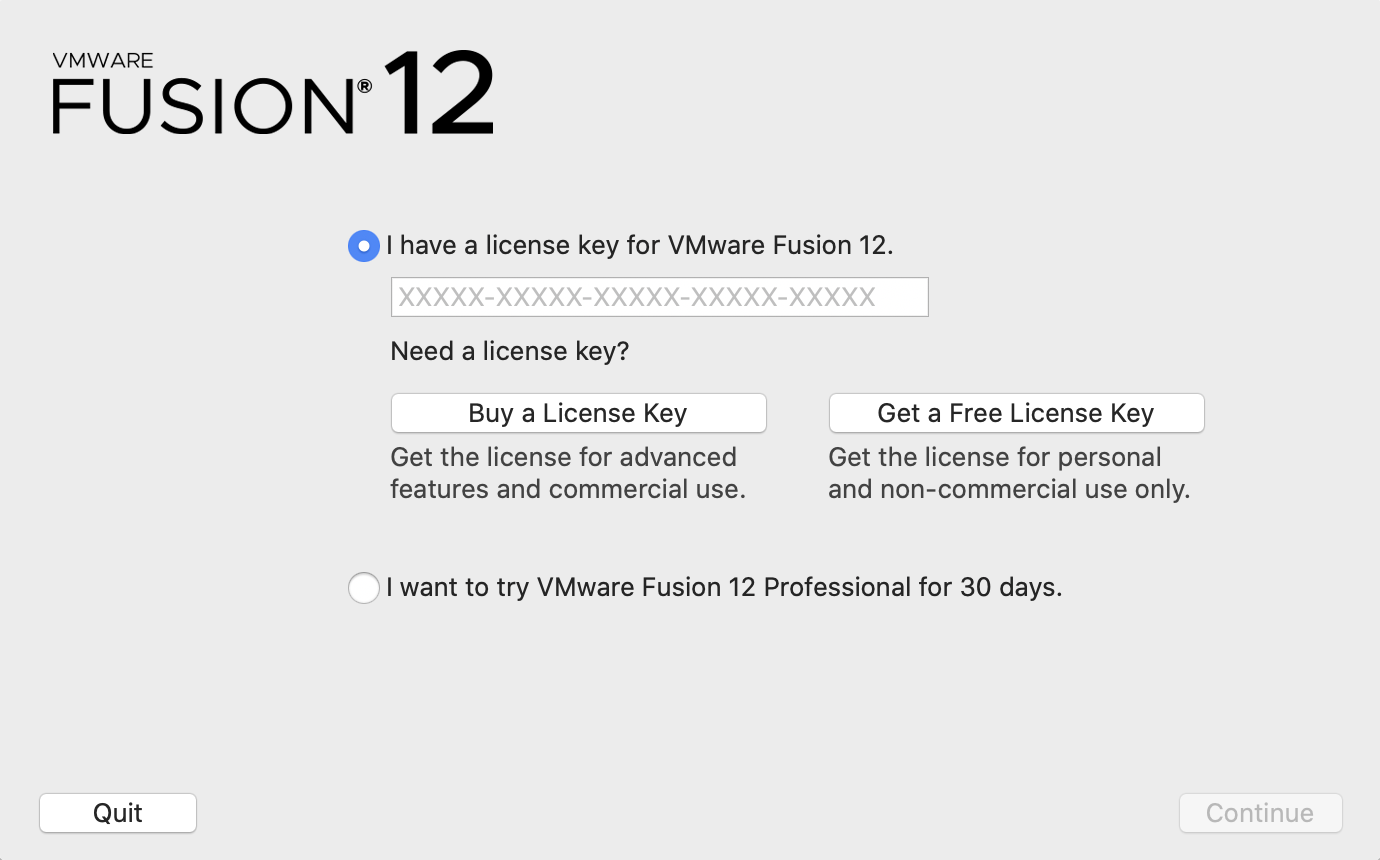 VMWARE
FUSION® 12
I have a license key for VMware Fusion 12.
XXXXX-XXXXX-XXXXX-XXXXX-XXXXX
Need a license key?
Buy a License Key
Get the license for advanced
features and commercial use.
Get a Free License Key
Get the license for personal
and non-commercial use only.
I want to try VMware Fusion 12 Professional for 30 days.
Quit
Continue